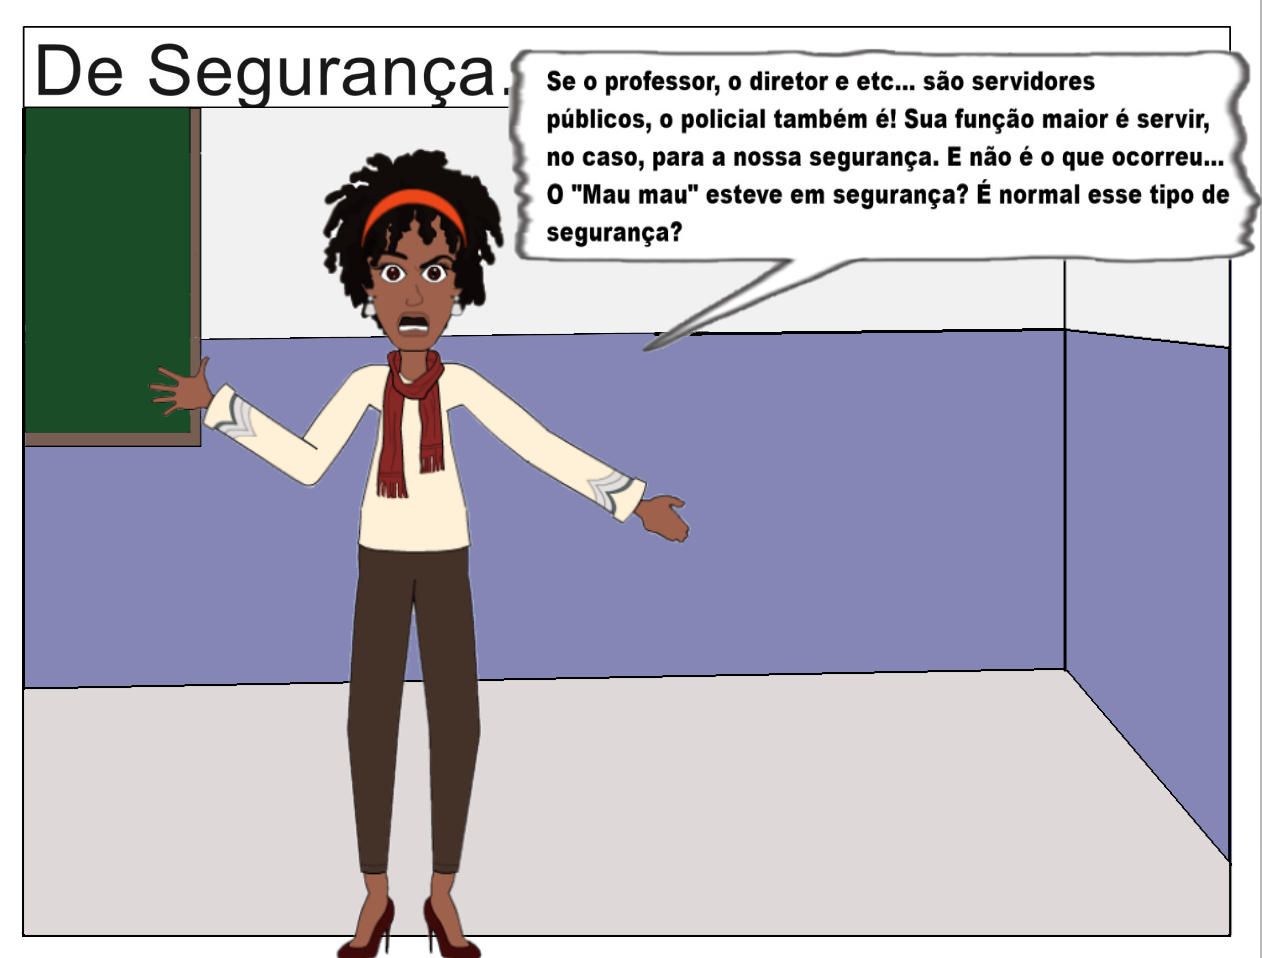 De Segurança.
Se o professor, o diretor e etc... são servidores
públicos, o policial também é! Sua função maior é servir,
no caso, para a nossa segurança. E não é o que ocorreu...
O "Mau mau" esteve em segurança? É normal esse tipo de
segurança?